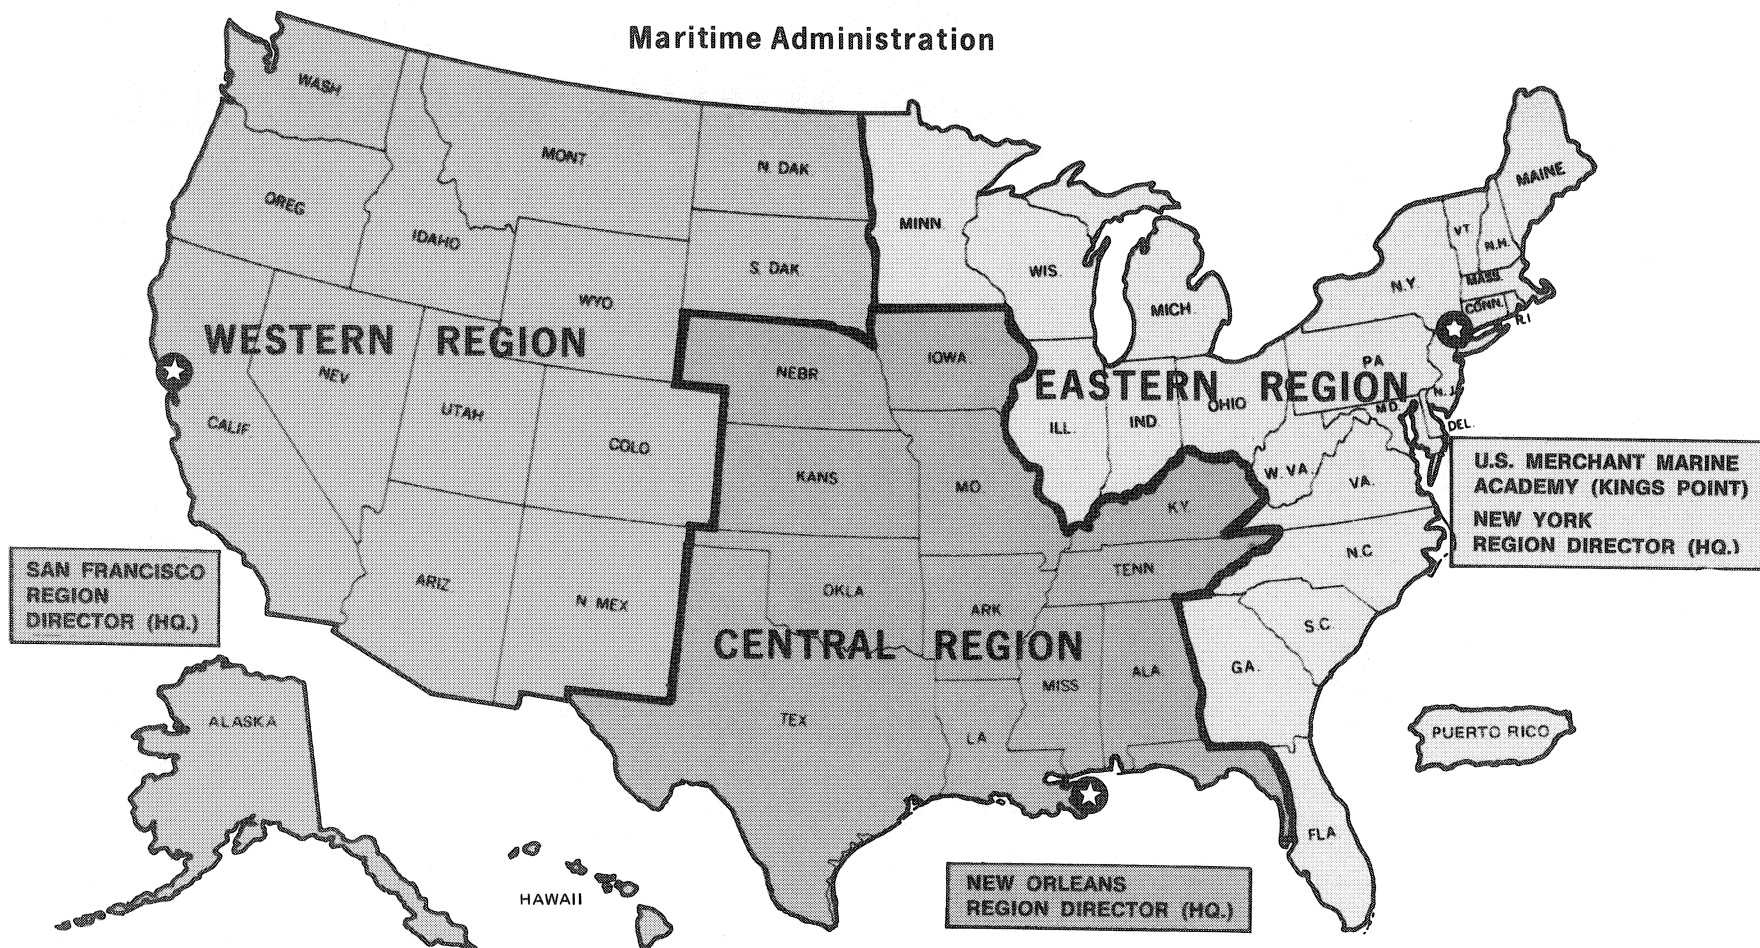 Maritime Administration
WASH
MONT
N. DAK.
MINN
OREG
IDAHO
S. DAK.
WYO
WIS.
MICH
MAINE
VT
N.H.
N.Y.
MASS.
CONN.
R.I
WESTERN REGION
NEV
UTAH
CALIF
COLO
NEBR
IOWA
KANS
MO
EASTERN REGION
PA
OHIO
ILL
IND
N.J.
MD.
DEL.
W. VA.
VA.
KY.
U.S. MERCHANT MARINE
ACADEMY (KINGS POINT)
NEW YORK
REGION DIRECTOR (HQ.)
SAN FRANCISCO
REGION
DIRECTOR (HQ.)
ARIZ
N MEX
OKLA
ARK
TENN
N.C
S.C.
GA.
CENTRAL REGION
TEX
LA
MISS
ALA.
FLA
PUERTO RICO
ALASKA
HAWAII
NEW ORLEANS
REGION DIRECTOR (HQ.)